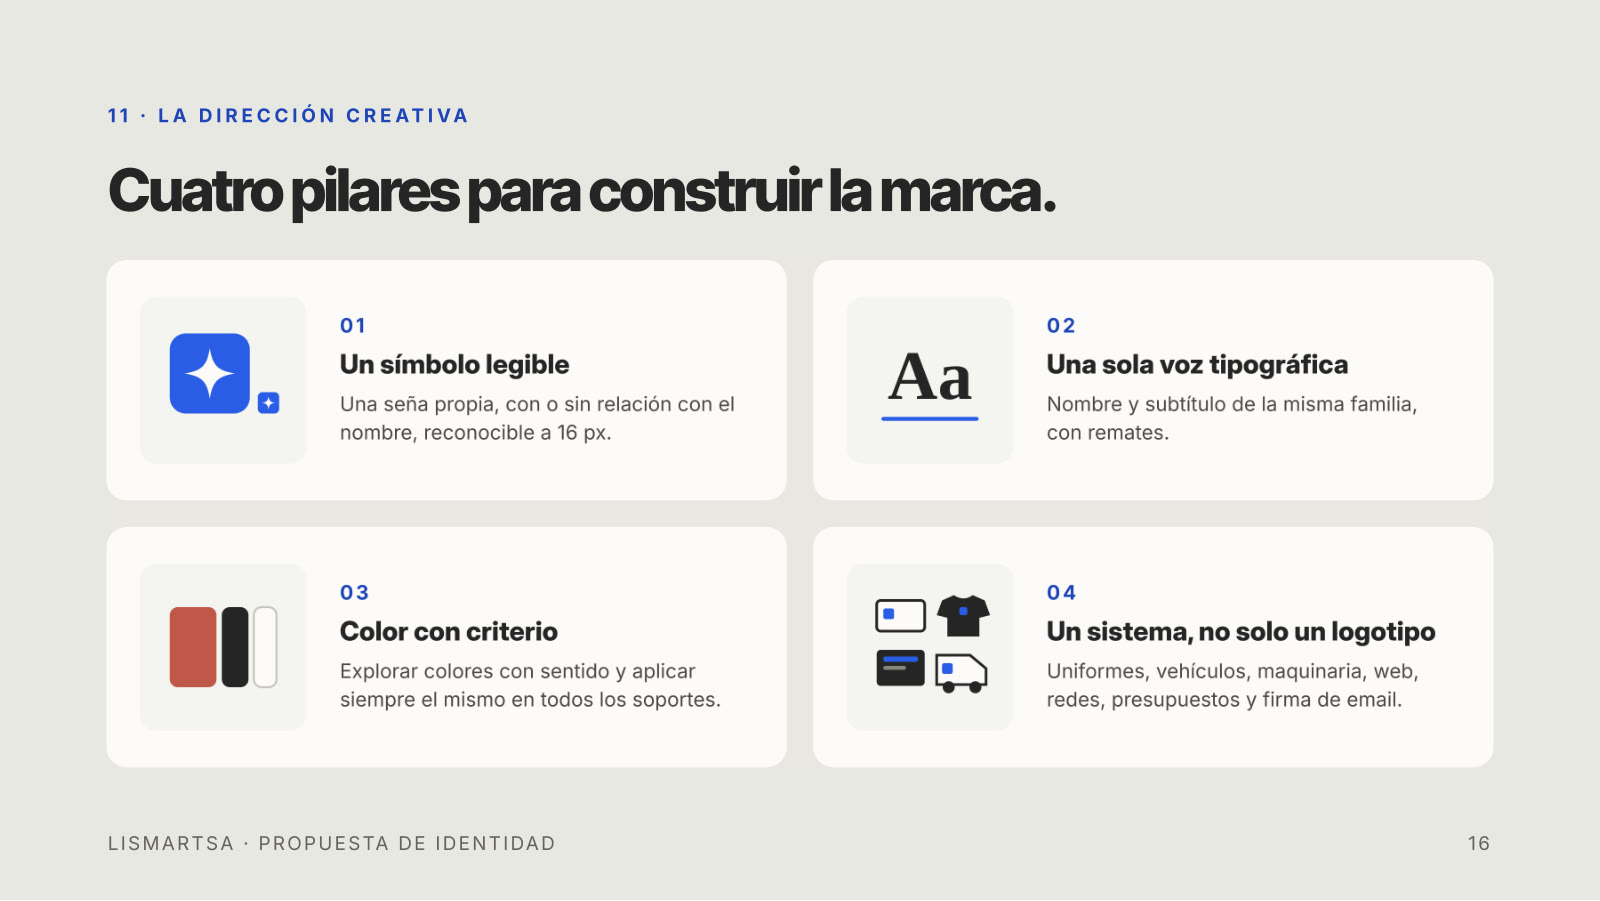 11 · LA DIRECCIÓN CREATIVA
Cuatro pilares para construir la marca.
01
Un símbolo legible
Una seña propia, con o sin relación con el
nombre, reconocible a 16 px.
Aa
02
Una sola voz tipográfica
Nombre y subtítulo de la misma familia,
con remates.
03
Color con criterio
Explorar colores con sentido y aplicar
siempre el mismo en todos los soportes.
04
Un sistema, no solo un logotipo
Uniformes, vehículos, maquinaria, web,
redes, presupuestos y firma de email.
LISMARTSA · PROPUESTA DE IDENTIDAD
16